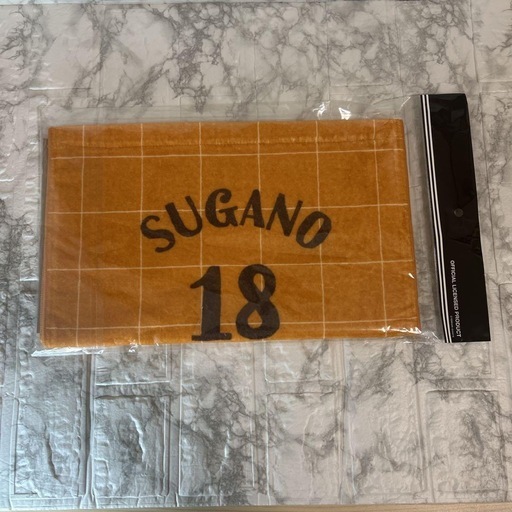 SUGANO
18
OFFICIAL LICENSED PRODUCT